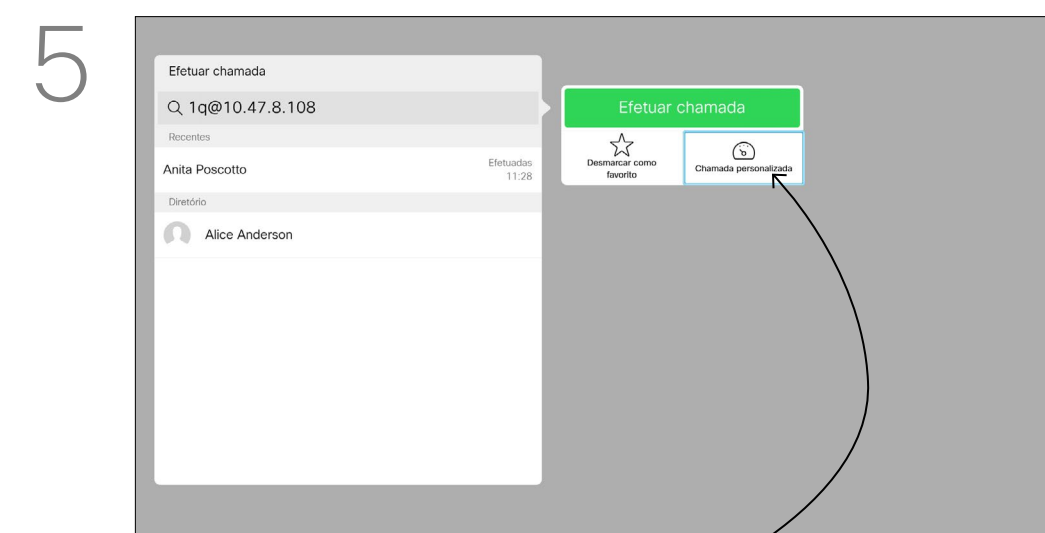 5
Efetuar chamada
1q@10.47.8.108
Efetuar chamada
Recentes
Anita Poscotto
Efetuadas
11:28
Desmarcar como
favorito
Chamada personalizada
Diretório
Alice Anderson